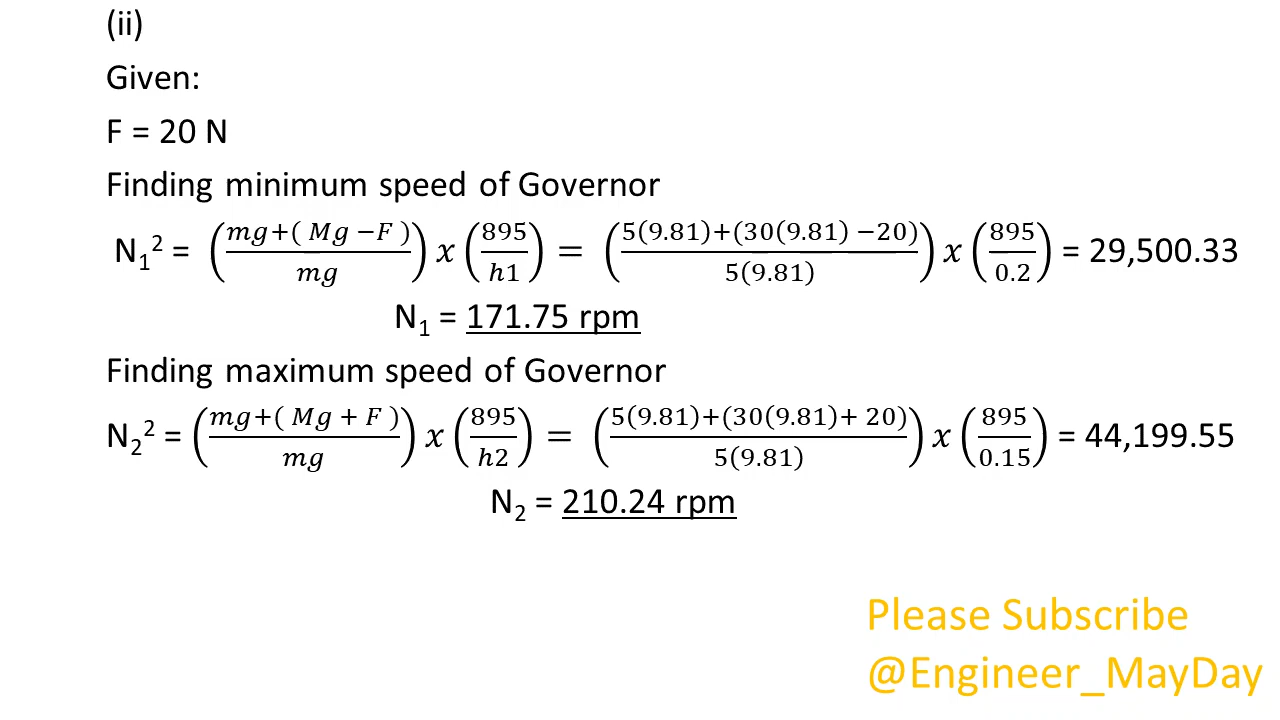 (ii)
Given:
F = 20 N
Finding minimum speed of Governor
N₁² = ((mg+( Mg −F ))/(mg)) x (895/h1) = ((5(9.81)+(30(9.81) −20))/(5(9.81))) x (895/0.2) = 29,500.33
N₁ = 171.75 rpm
Finding maximum speed of Governor
N₂² = ((mg+( Mg + F ))/(mg)) x (895/h2) = ((5(9.81)+(30(9.81)+ 20))/(5(9.81))) x (895/0.15) = 44,199.55
N₂ = 210.24 rpm
Please Subscribe
@Engineer_MayDay